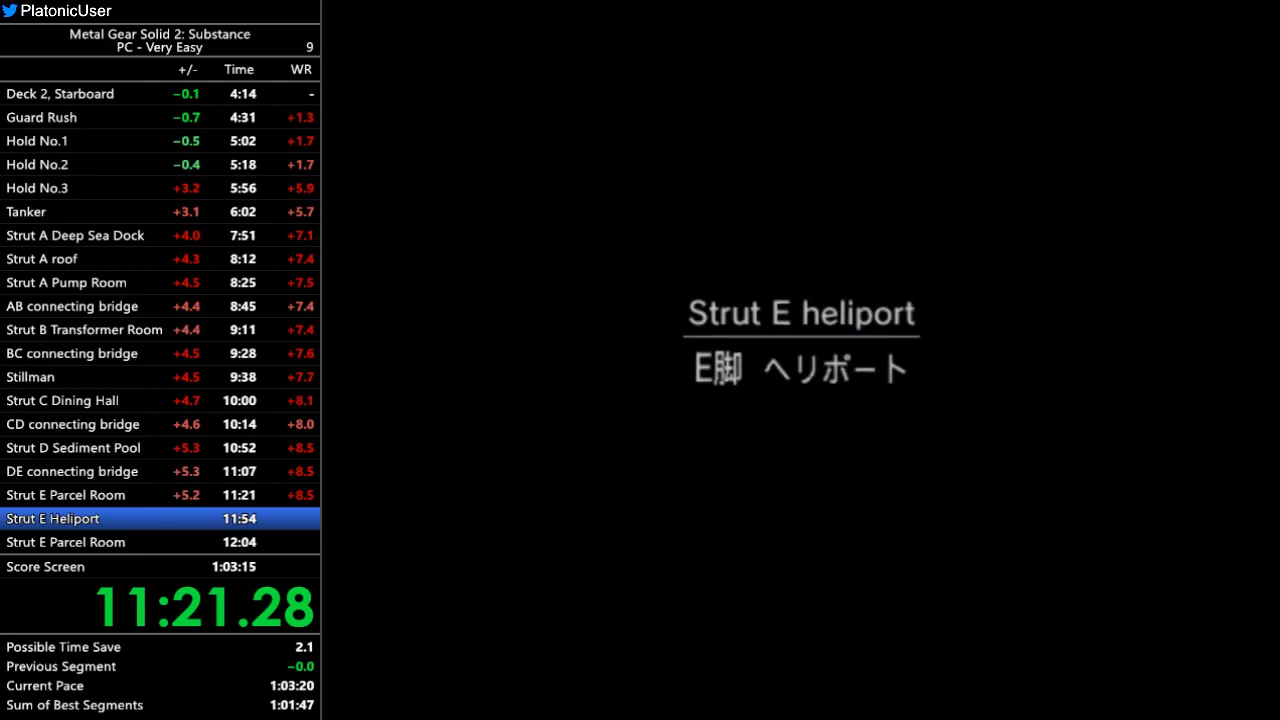 PlatonicUser
Metal Gear Solid 2: Substance
PC - Very Easy 9
+/- Time WR
Deck 2, Starboard −0.1 4:14 -
Guard Rush −0.7 4:31 +1.3
Hold No.1 −0.5 5:02 +1.7
Hold No.2 −0.4 5:18 +1.7
Hold No.3 +3.2 5:56 +5.9
Tanker +3.1 6:02 +5.7
Strut A Deep Sea Dock +4.0 7:51 +7.1
Strut A roof +4.3 8:12 +7.4
Strut A Pump Room +4.5 8:25 +7.5
AB connecting bridge +4.4 8:45 +7.4
Strut B Transformer Room +4.4 9:11 +7.4
BC connecting bridge +4.5 9:28 +7.6
Stillman +4.5 9:38 +7.7
Strut C Dining Hall +4.7 10:00 +8.1
CD connecting bridge +4.6 10:14 +8.0
Strut D Sediment Pool +5.3 10:52 +8.5
DE connecting bridge +5.3 11:07 +8.5
Strut E Parcel Room +5.2 11:21 +8.5
Strut E Heliport 11:54
Strut E Parcel Room 12:04
Score Screen 1:03:15
11:21.28
Possible Time Save 2.1
Previous Segment −0.0
Current Pace 1:03:20
Sum of Best Segments 1:01:47
Strut E heliport
E脚 ヘリポート